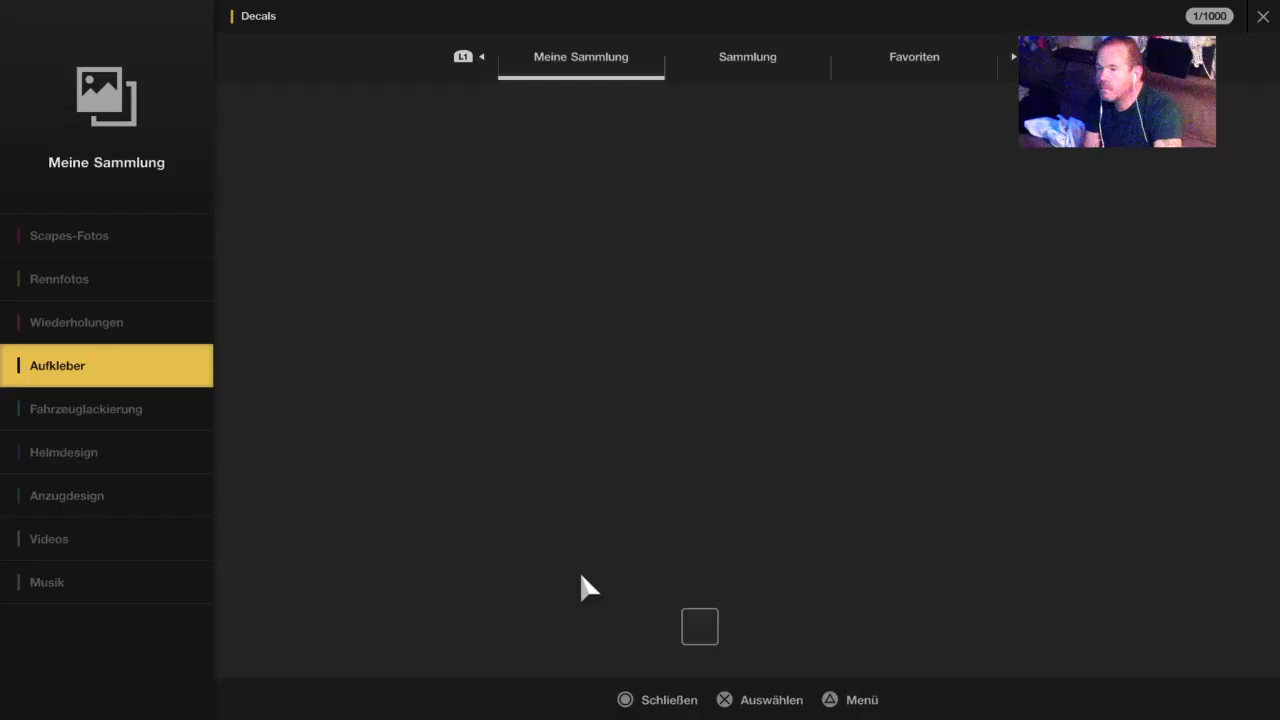 Decals
1/1000
L1
Meine Sammlung
Sammlung
Favoriten
Meine Sammlung
Scapes-Fotos
Rennfotos
Wiederholungen
Aufkleber
Fahrzeuglackierung
Helmdesign
Anzugdesign
Videos
Musik
Schließen
Auswählen
Menü